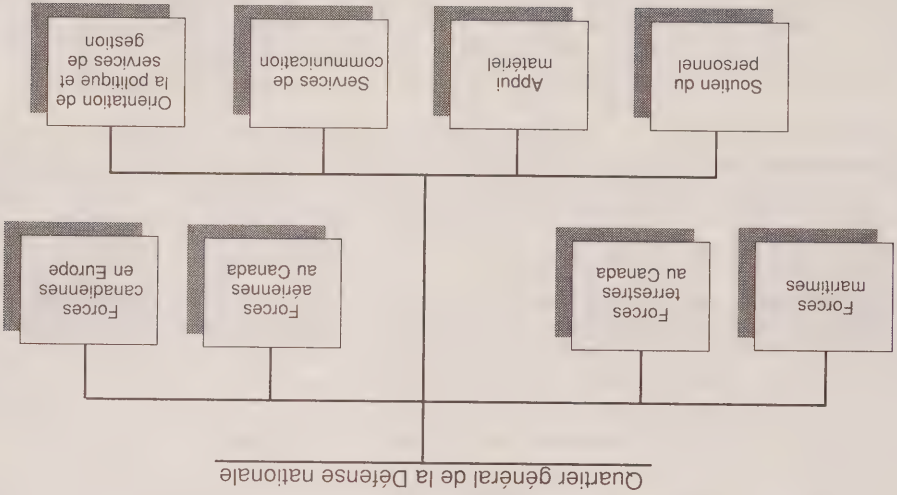 Quartier général de la Défense nationale
Forces
maritimes
Forces
terrestres
au Canada
Forces
aériennes
au Canada
Forces
canadiennes
en Europe
Soutien du
personnel
Appui
matériel
Services de
communication
Orientation de
la politique et
services de
gestion